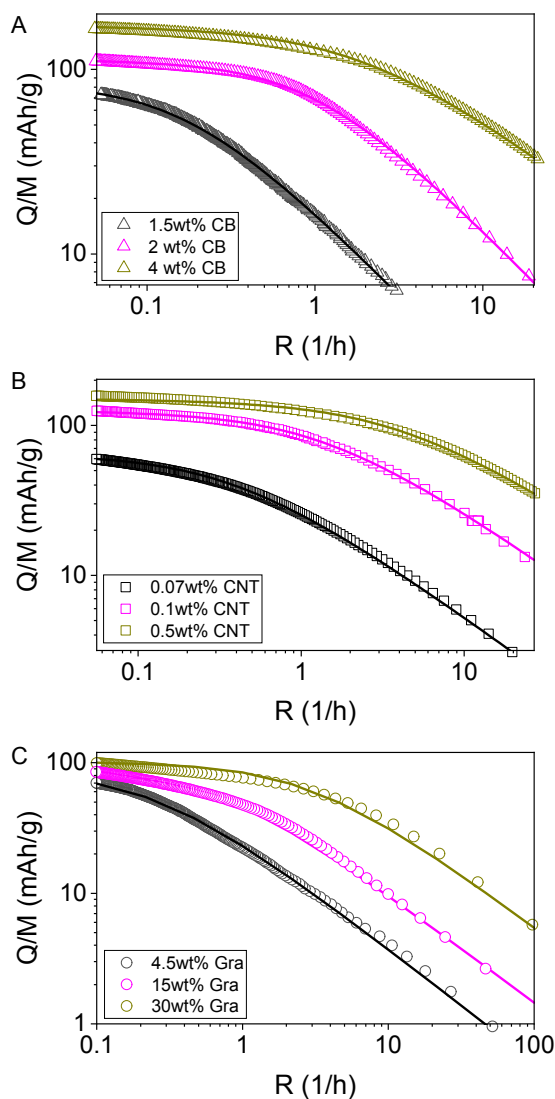 A
Q/M (mAh/g)
100
10
1.5wt% CB
2 wt% CB
4 wt% CB
0.1
1
10
R (1/h)
B
Q/M (mAh/g)
100
10
0.07wt% CNT
0.1wt% CNT
0.5wt% CNT
0.1
1
10
R (1/h)
C
Q/M (mAh/g)
100
10
1
4.5wt% Gra
15wt% Gra
30wt% Gra
0.1
1
10
100
R (1/h)